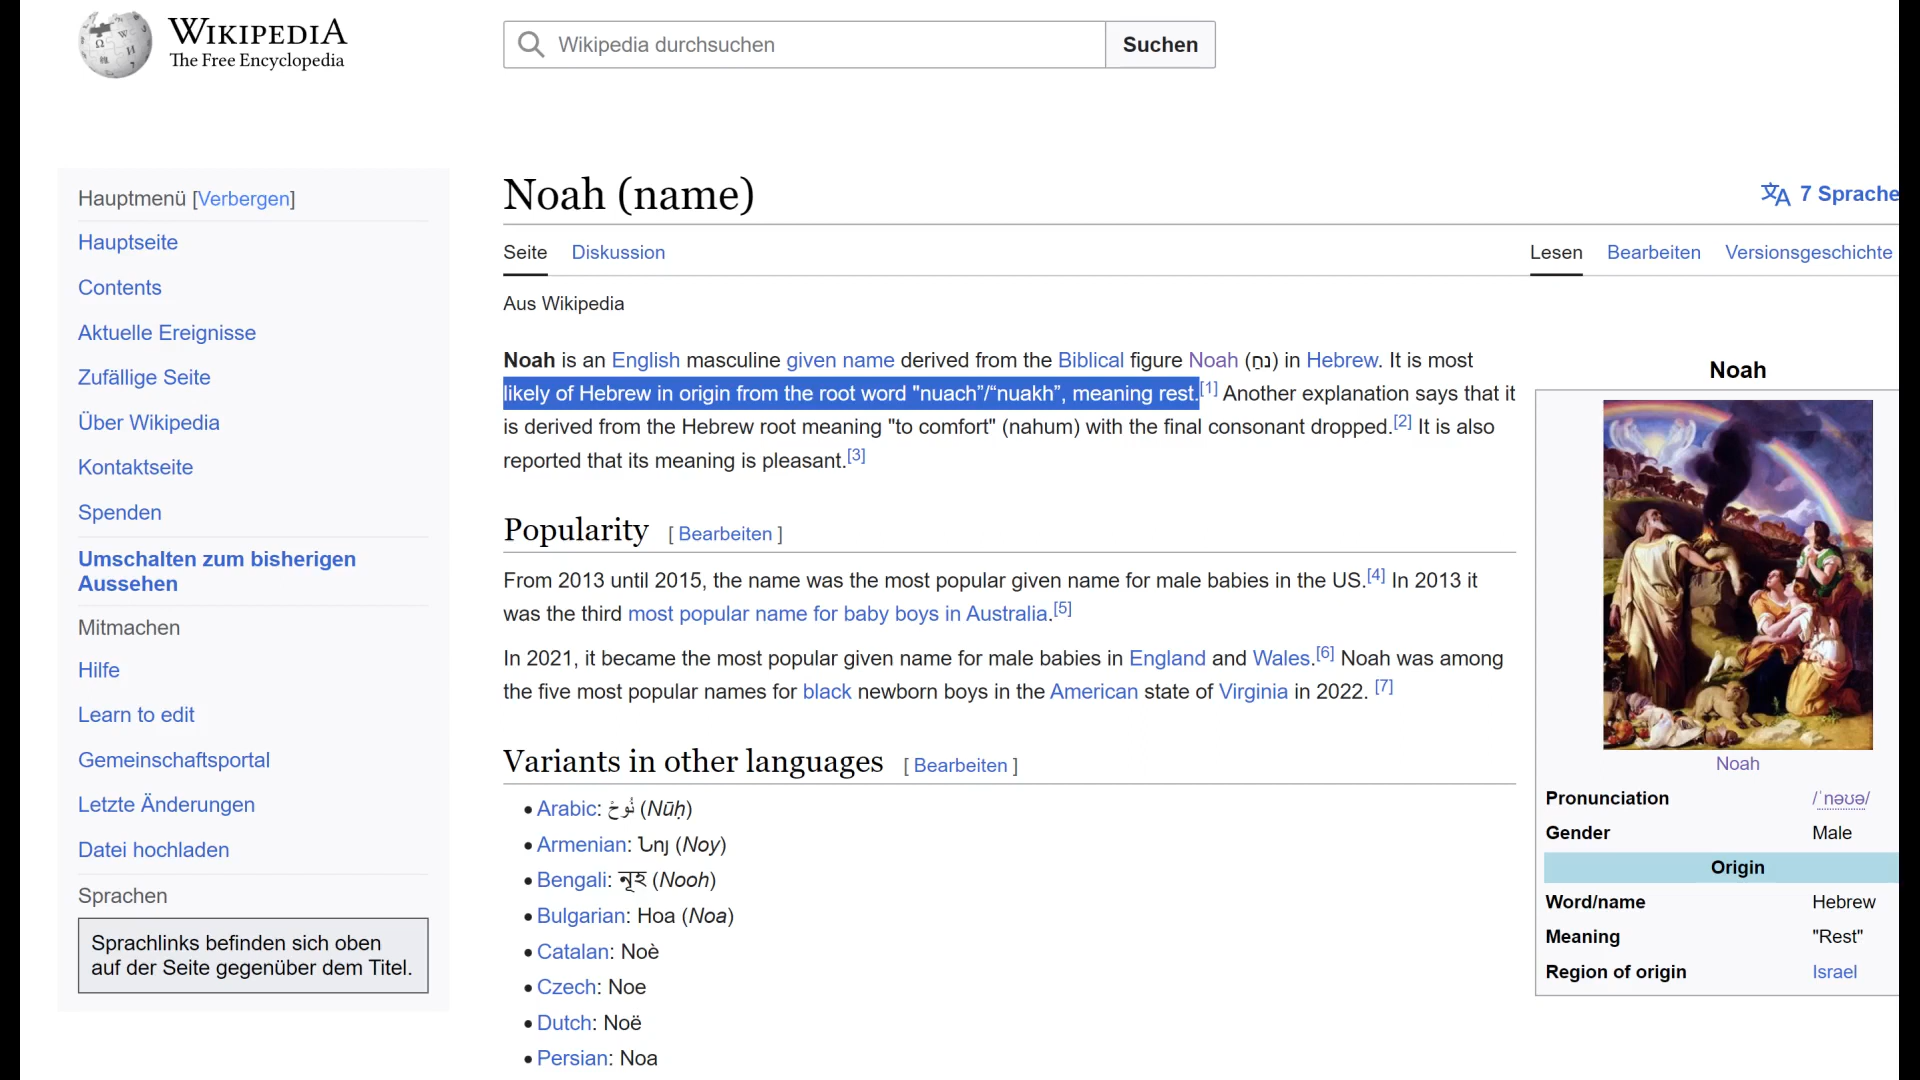 WIKIPEDIA
The Free Encyclopedia
Wikipedia durchsuchen
Suchen
Hauptmenü [Verbergen]
Hauptseite
Contents
Aktuelle Ereignisse
Zufällige Seite
Über Wikipedia
Kontaktseite
Spenden
Umschalten zum bisherigen
Aussehen
Mitmachen
Hilfe
Learn to edit
Gemeinschaftsportal
Letzte Änderungen
Datei hochladen
Sprachen
Sprachlinks befinden sich oben
auf der Seite gegenüber dem Titel.
Noah (name)
7 Sprache
Seite Diskussion
Lesen Bearbeiten Versionsgeschichte
Aus Wikipedia
Noah is an English masculine given name derived from the Biblical figure Noah (נֹחַ) in Hebrew. It is most
likely of Hebrew in origin from the root word "nuach”/“nuakh”, meaning rest.[1] Another explanation says that it
is derived from the Hebrew root meaning "to comfort" (nahum) with the final consonant dropped.[2] It is also
reported that its meaning is pleasant.[3]
Popularity [ Bearbeiten ]
From 2013 until 2015, the name was the most popular given name for male babies in the US.[4] In 2013 it
was the third most popular name for baby boys in Australia.[5]
In 2021, it became the most popular given name for male babies in England and Wales.[6] Noah was among
the five most popular names for black newborn boys in the American state of Virginia in 2022. [7]
Variants in other languages [ Bearbeiten ]
• Arabic: نُوحْ (Nūḥ)
• Armenian: Նոյ (Noy)
• Bengali: নূহ (Nooh)
• Bulgarian: Ноа (Noa)
• Catalan: Noè
• Czech: Noe
• Dutch: Noë
• Persian: Noa
Noah
Noah
Pronunciation /ˈnəʊə/
Gender Male
Origin
Word/name Hebrew
Meaning "Rest"
Region of origin Israel